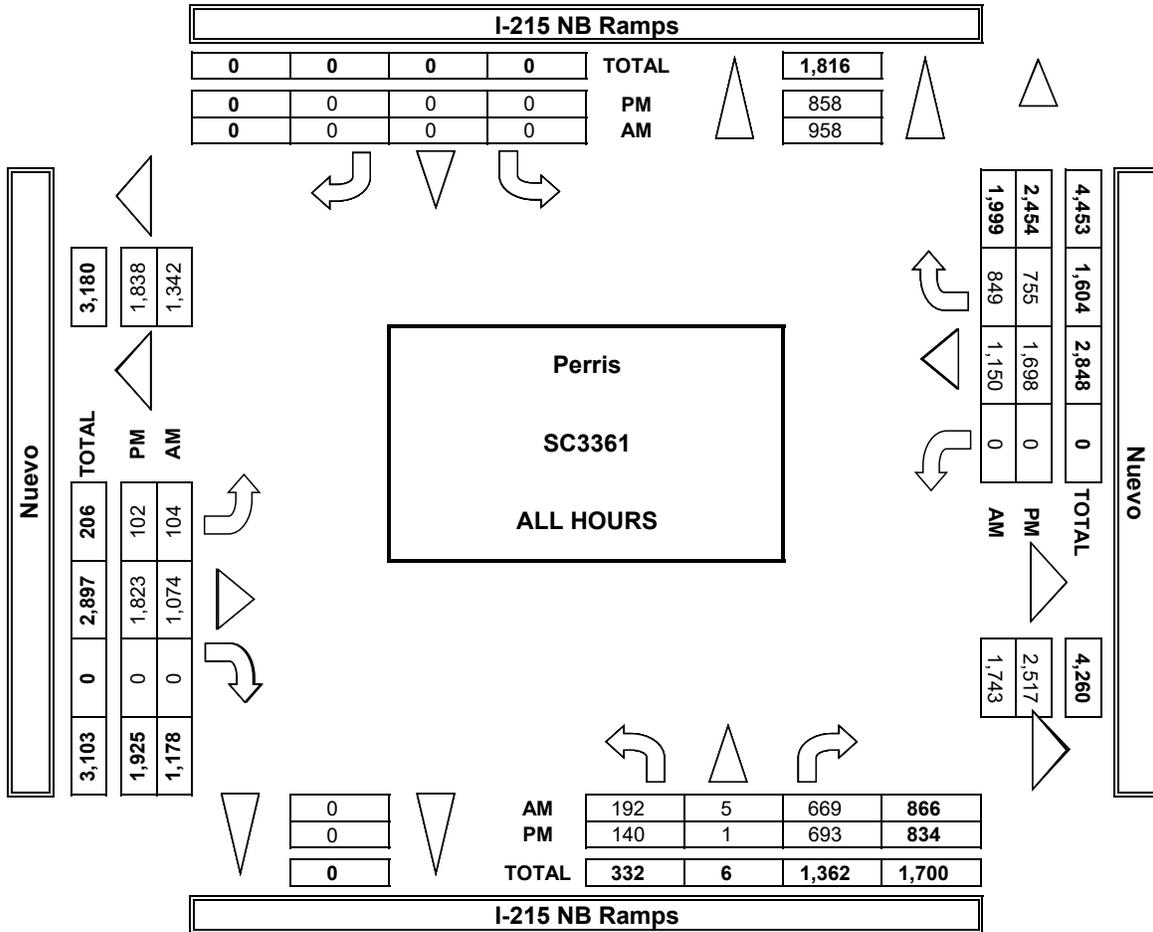 I-215 NB Ramps
0 0 0 0 TOTAL 1,816
0 0 0 0 PM 858
0 0 0 0 AM 958
Nuevo
3,180 1,838 1,342
TOTAL PM AM
206 102 104
2,897 1,823 1,074
0 0 0
3,103 1,925 1,178
Perris
SC3361
ALL HOURS
4,453 1,604 2,848 0 TOTAL
2,454 755 1,698 0 PM
1,999 849 1,150 0 AM
4,260
2,517
1,743
Nuevo
0 AM 192 5 669 866
0 PM 140 1 693 834
0 TOTAL 332 6 1,362 1,700
I-215 NB Ramps